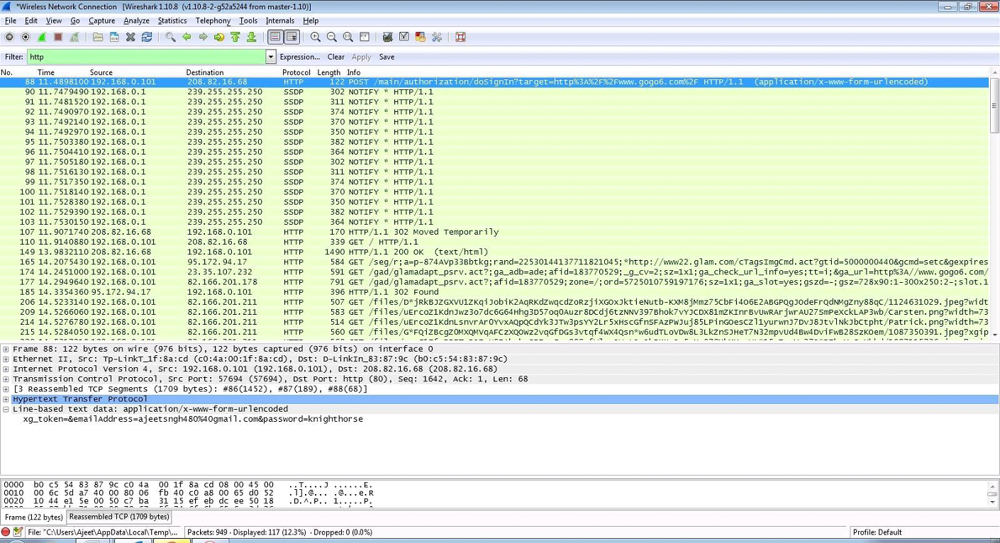 *Wireless Network Connection [Wireshark 1.10.8 (v1.10.8-2-g52a5244 from master-1.10)]
File Edit View Go Capture Analyze Statistics Telephony Tools Internals Help
Filter: http Expression... Clear Apply Save
No. Time Source Destination Protocol Length Info
88 11.4898100 192.168.0.101 208.82.16.68 HTTP 122 POST /main/authorization/doSignIn?target=http%3A%2F%2Fwww.gogo6.com%2F HTTP/1.1 (application/x-www-form-urlencoded)
90 11.7479490 192.168.0.1 239.255.255.250 SSDP 302 NOTIFY * HTTP/1.1
91 11.7481520 192.168.0.1 239.255.255.250 SSDP 311 NOTIFY * HTTP/1.1
92 11.7490970 192.168.0.1 239.255.255.250 SSDP 374 NOTIFY * HTTP/1.1
93 11.7492140 192.168.0.1 239.255.255.250 SSDP 370 NOTIFY * HTTP/1.1
94 11.7492970 192.168.0.1 239.255.255.250 SSDP 350 NOTIFY * HTTP/1.1
95 11.7503380 192.168.0.1 239.255.255.250 SSDP 382 NOTIFY * HTTP/1.1
96 11.7504410 192.168.0.1 239.255.255.250 SSDP 364 NOTIFY * HTTP/1.1
97 11.7505180 192.168.0.1 239.255.255.250 SSDP 302 NOTIFY * HTTP/1.1
98 11.7516130 192.168.0.1 239.255.255.250 SSDP 311 NOTIFY * HTTP/1.1
99 11.7517350 192.168.0.1 239.255.255.250 SSDP 374 NOTIFY * HTTP/1.1
100 11.7518140 192.168.0.1 239.255.255.250 SSDP 370 NOTIFY * HTTP/1.1
101 11.7528380 192.168.0.1 239.255.255.250 SSDP 350 NOTIFY * HTTP/1.1
102 11.7529390 192.168.0.1 239.255.255.250 SSDP 382 NOTIFY * HTTP/1.1
103 11.7530150 192.168.0.1 239.255.255.250 SSDP 364 NOTIFY * HTTP/1.1
107 11.9071740 208.82.16.68 192.168.0.101 HTTP 170 HTTP/1.1 302 Moved Temporarily
110 11.9140880 192.168.0.101 208.82.16.68 HTTP 339 GET / HTTP/1.1
149 13.9832110 208.82.16.68 192.168.0.101 HTTP 1490 HTTP/1.1 200 OK (text/html)
165 14.2075430 192.168.0.101 95.172.94.17 HTTP 584 GET /seg/r;a=p-874AVp33Bbtkg;rand=22530144137711821045;*http://www22.glam.com/cTagsImgCmd.act?gtid=5000000440&gcmd=setc&gexpires
174 14.2451000 192.168.0.101 23.35.107.232 HTTP 591 GET /gad/glamadapt_psrv.act?;ga_adb=ade;afid=183770529;_g_cv=2;sz=1x1;ga_check_url_info=yes;tt=i;&ga_url=http%3A//www.gogo6.com/
177 14.2949640 192.168.0.101 82.166.201.178 HTTP 791 GET /gad/glamadapt_psrv.act?;afid=183770529;zone=/;ord=5725010759197176;sz=1x1;ga_slot=yes;gszd=-;gsz=728x90:1-300x250:2-;slot.1
185 14.3354360 95.172.94.17 192.168.0.101 HTTP 396 HTTP/1.1 302 Found
206 14.5233140 192.168.0.101 82.166.201.211 HTTP 507 GET
209 14.5266060 192.168.0.101 82.166.201.211 HTTP 583 GET
214 14.5276780 192.168.0.101 82.166.201.211 HTTP 514 GET
215 14.5284050 192.168.0.101 82.166.201.211 HTTP 560 GET
Frame 88: 122 bytes on wire (976 bits), 122 bytes captured (976 bits) on interface 0
Ethernet II, Src: Tp-LinkT_1f:8a:cd (c0:4a:00:1f:8a:cd), Dst: D-LinkIn_83:87:9c (b0:c5:54:83:87:9c)
Internet Protocol Version 4, Src: 192.168.0.101 (192.168.0.101), Dst: 208.82.16.68 (208.82.16.68)
Transmission Control Protocol, Src Port: 57694 (57694), Dst Port: http (80), Seq: 1642, Ack: 1, Len: 68
[3 Reassembled TCP Segments (1709 bytes): #86(1452), #87(189), #88(68)]
Hypertext Transfer Protocol
Line-based text data: application/x-www-form-urlencoded
xg_token=&emailAddress=ajeetsngh480%40gmail.com&password=knighthorse
0000 b0 c5 54 83 87 9c c0 4a 00 1f 8a cd 08 00 45 00 ..T....J ......E.
0010 00 6c 5d a7 40 00 80 06 fb 40 c0 a8 00 65 d0 52 .l].@... .@...e.R
0020 10 44 e1 5e 00 50 c7 ba 31 15 ef eb dc ee 50 18 .D.^.P.. 1.....P.
Frame (122 bytes) Reassembled TCP (1709 bytes)
File: "C:\Users\Ajeet\AppData\Local\Temp\... Packets: 949 · Displayed: 117 (12.3%) · Dropped: 0 (0.0%) Profile: Default